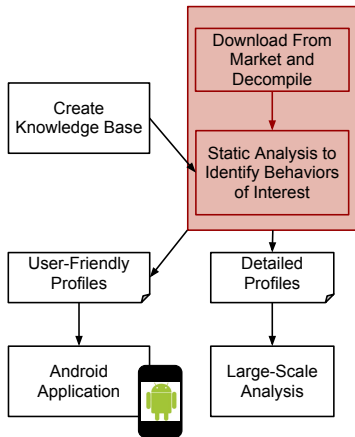 Download From
Market and
Decompile
Create
Knowledge Base
Static Analysis to
Identify Behaviors
of Interest
User-Friendly
Profiles
Detailed
Profiles
Android
Application
Large-Scale
Analysis